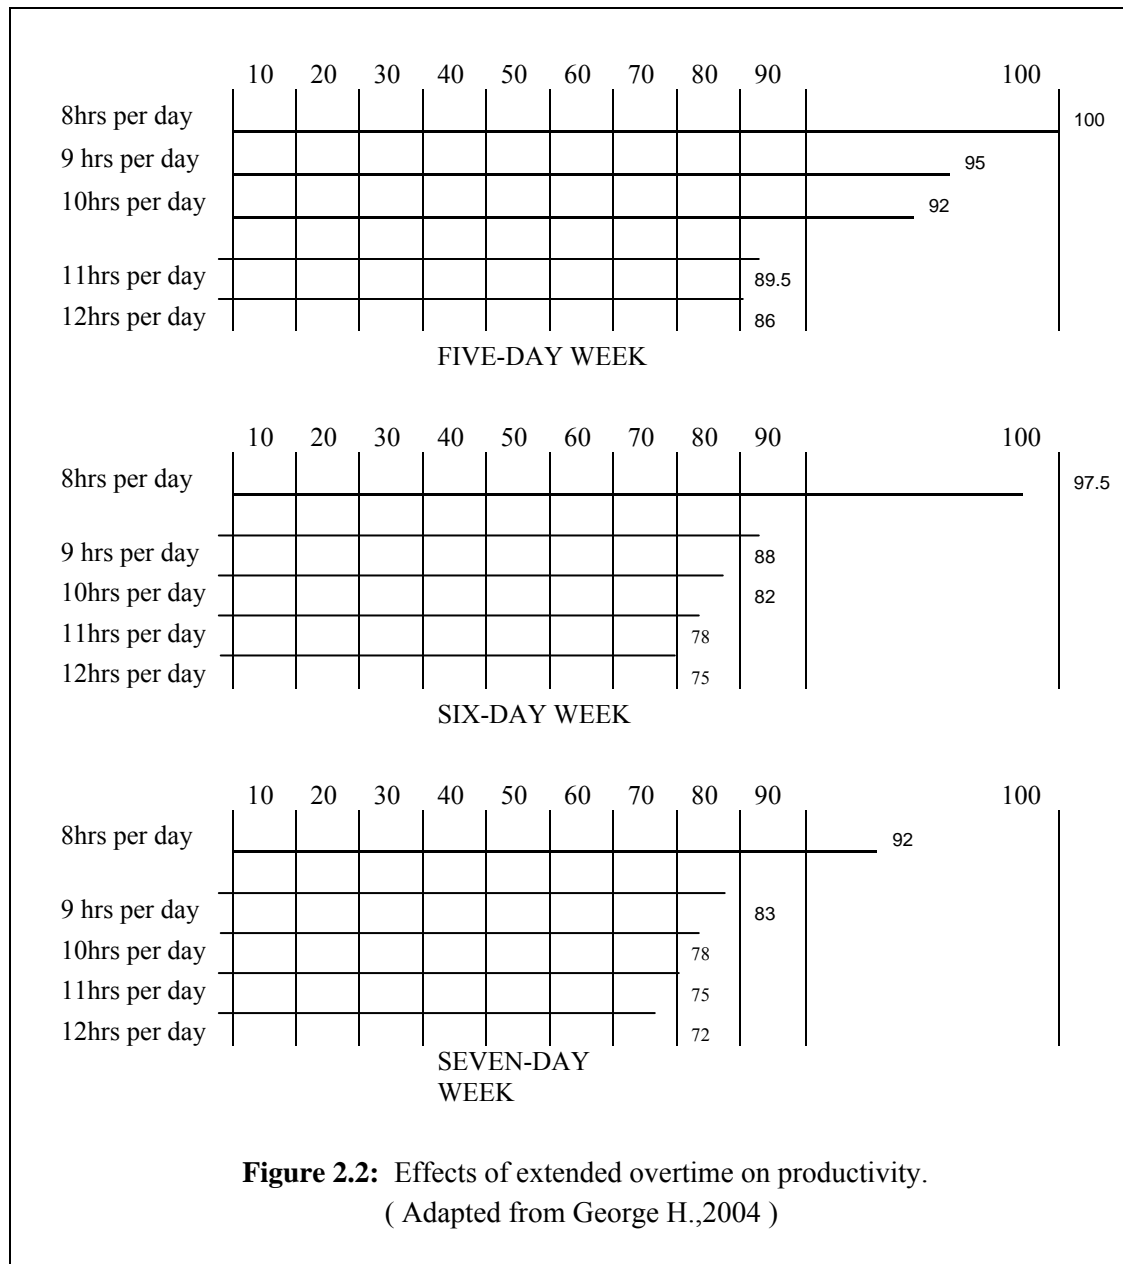 10 20 30 40 50 60 70 80 90 100
8hrs per day 100
9 hrs per day 95
10hrs per day 92
11hrs per day 89.5
12hrs per day 86
FIVE-DAY WEEK
10 20 30 40 50 60 70 80 90 100
8hrs per day 97.5
9 hrs per day 88
10hrs per day 82
11hrs per day 78
12hrs per day 75
SIX-DAY WEEK
10 20 30 40 50 60 70 80 90 100
8hrs per day 92
9 hrs per day 83
10hrs per day 78
11hrs per day 75
12hrs per day 72
SEVEN-DAY
WEEK
Figure 2.2: Effects of extended overtime on productivity.
( Adapted from George H.,2004 )